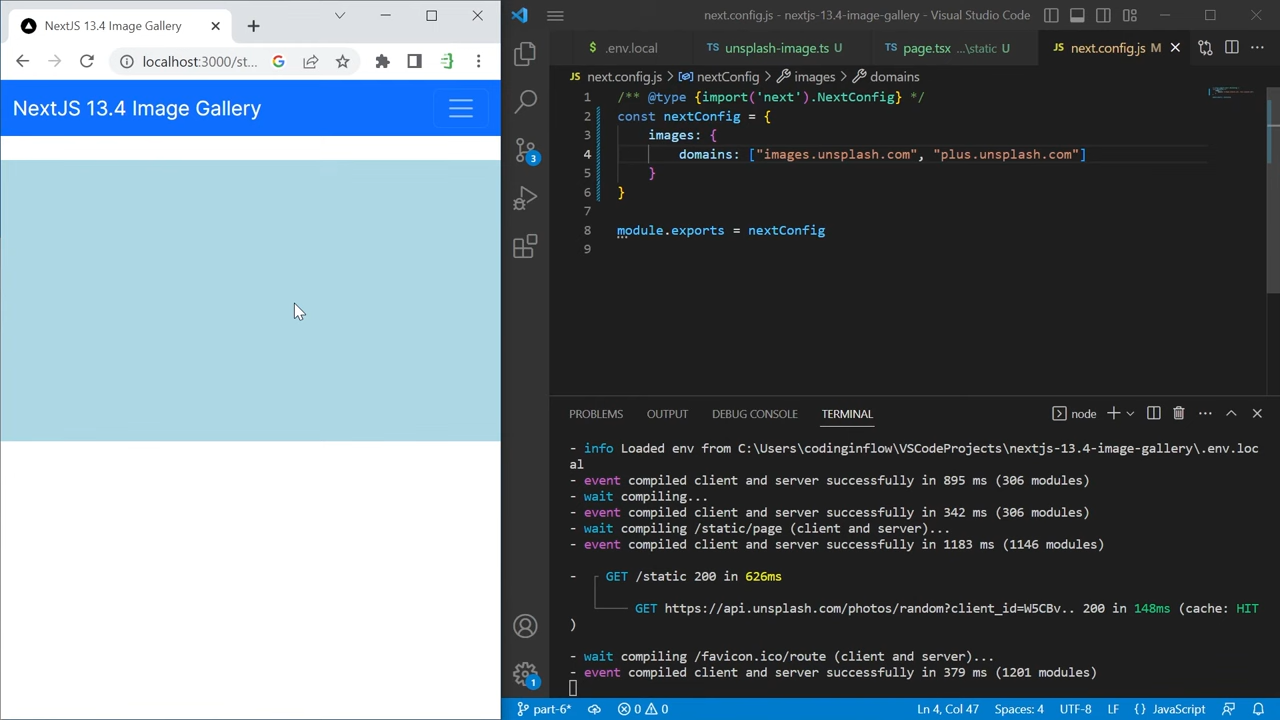 NextJS 13.4 Image Gallery
localhost:3000/st...
NextJS 13.4 Image Gallery
next.config.js - nextjs-13.4-image-gallery - Visual Studio Code
$ .env.local
TS unsplash-image.ts U
TS page.tsx ...\static U
JS next.config.js M
JS next.config.js > nextConfig > images > domains
1 /** @type {import('next').NextConfig} */
2 const nextConfig = {
3 images: {
4 domains: ["images.unsplash.com", "plus.unsplash.com"]
5 }
6 }
7
8 module.exports = nextConfig
9
3
PROBLEMS OUTPUT DEBUG CONSOLE TERMINAL
node
- info Loaded env from C:\Users\codinginflow\VSCodeProjects\nextjs-13.4-image-gallery\.env.loc
al
- event compiled client and server successfully in 895 ms (306 modules)
- wait compiling...
- event compiled client and server successfully in 342 ms (306 modules)
- wait compiling /static/page (client and server)...
- event compiled client and server successfully in 1183 ms (1146 modules)
- ┌ GET /static 200 in 626ms
│
└── GET https://api.unsplash.com/photos/random?client_id=W5CBv.. 200 in 148ms (cache: HIT
)
- wait compiling /favicon.ico/route (client and server)...
- event compiled client and server successfully in 379 ms (1201 modules)
1
part-6* 0 0 Ln 4, Col 47 Spaces: 4 UTF-8 LF {} JavaScript